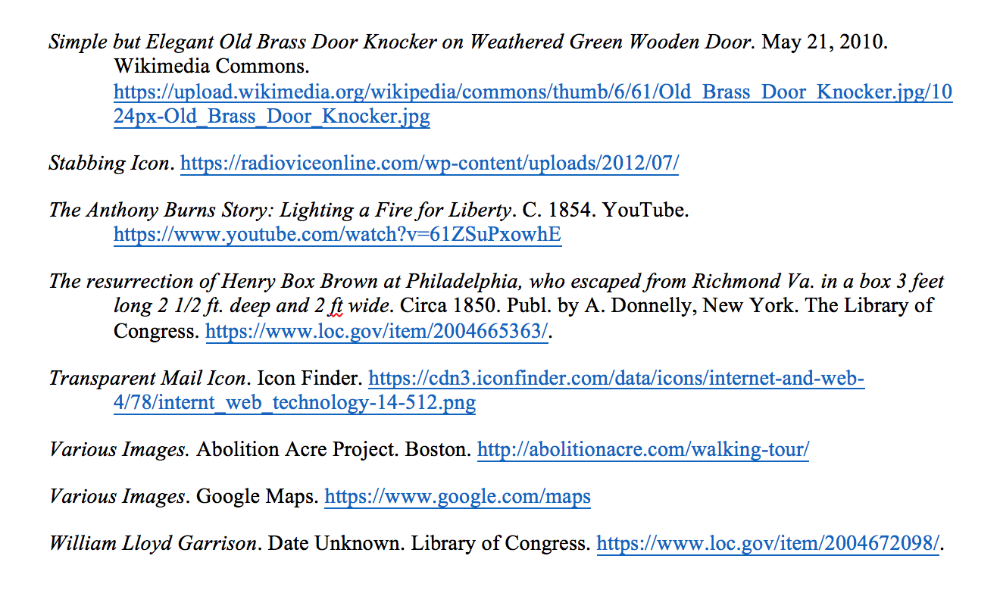 Simple but Elegant Old Brass Door Knocker on Weathered Green Wooden Door. May 21, 2010.
Wikimedia Commons.
https://upload.wikimedia.org/wikipedia/commons/thumb/6/61/Old_Brass_Door_Knocker.jpg/10
24px-Old_Brass_Door_Knocker.jpg
Stabbing Icon. https://radioviceonline.com/wp-content/uploads/2012/07/
The Anthony Burns Story: Lighting a Fire for Liberty. C. 1854. YouTube.
https://www.youtube.com/watch?v=61ZSuPxowhE
The resurrection of Henry Box Brown at Philadelphia, who escaped from Richmond Va. in a box 3 feet
long 2 1/2 ft. deep and 2 ft wide. Circa 1850. Publ. by A. Donnelly, New York. The Library of
Congress. https://www.loc.gov/item/2004665363/.
Transparent Mail Icon. Icon Finder. https://cdn3.iconfinder.com/data/icons/internet-and-web-
4/78/internt_web_technology-14-512.png
Various Images. Abolition Acre Project. Boston. http://abolitionacre.com/walking-tour/
Various Images. Google Maps. https://www.google.com/maps
William Lloyd Garrison. Date Unknown. Library of Congress. https://www.loc.gov/item/2004672098/.